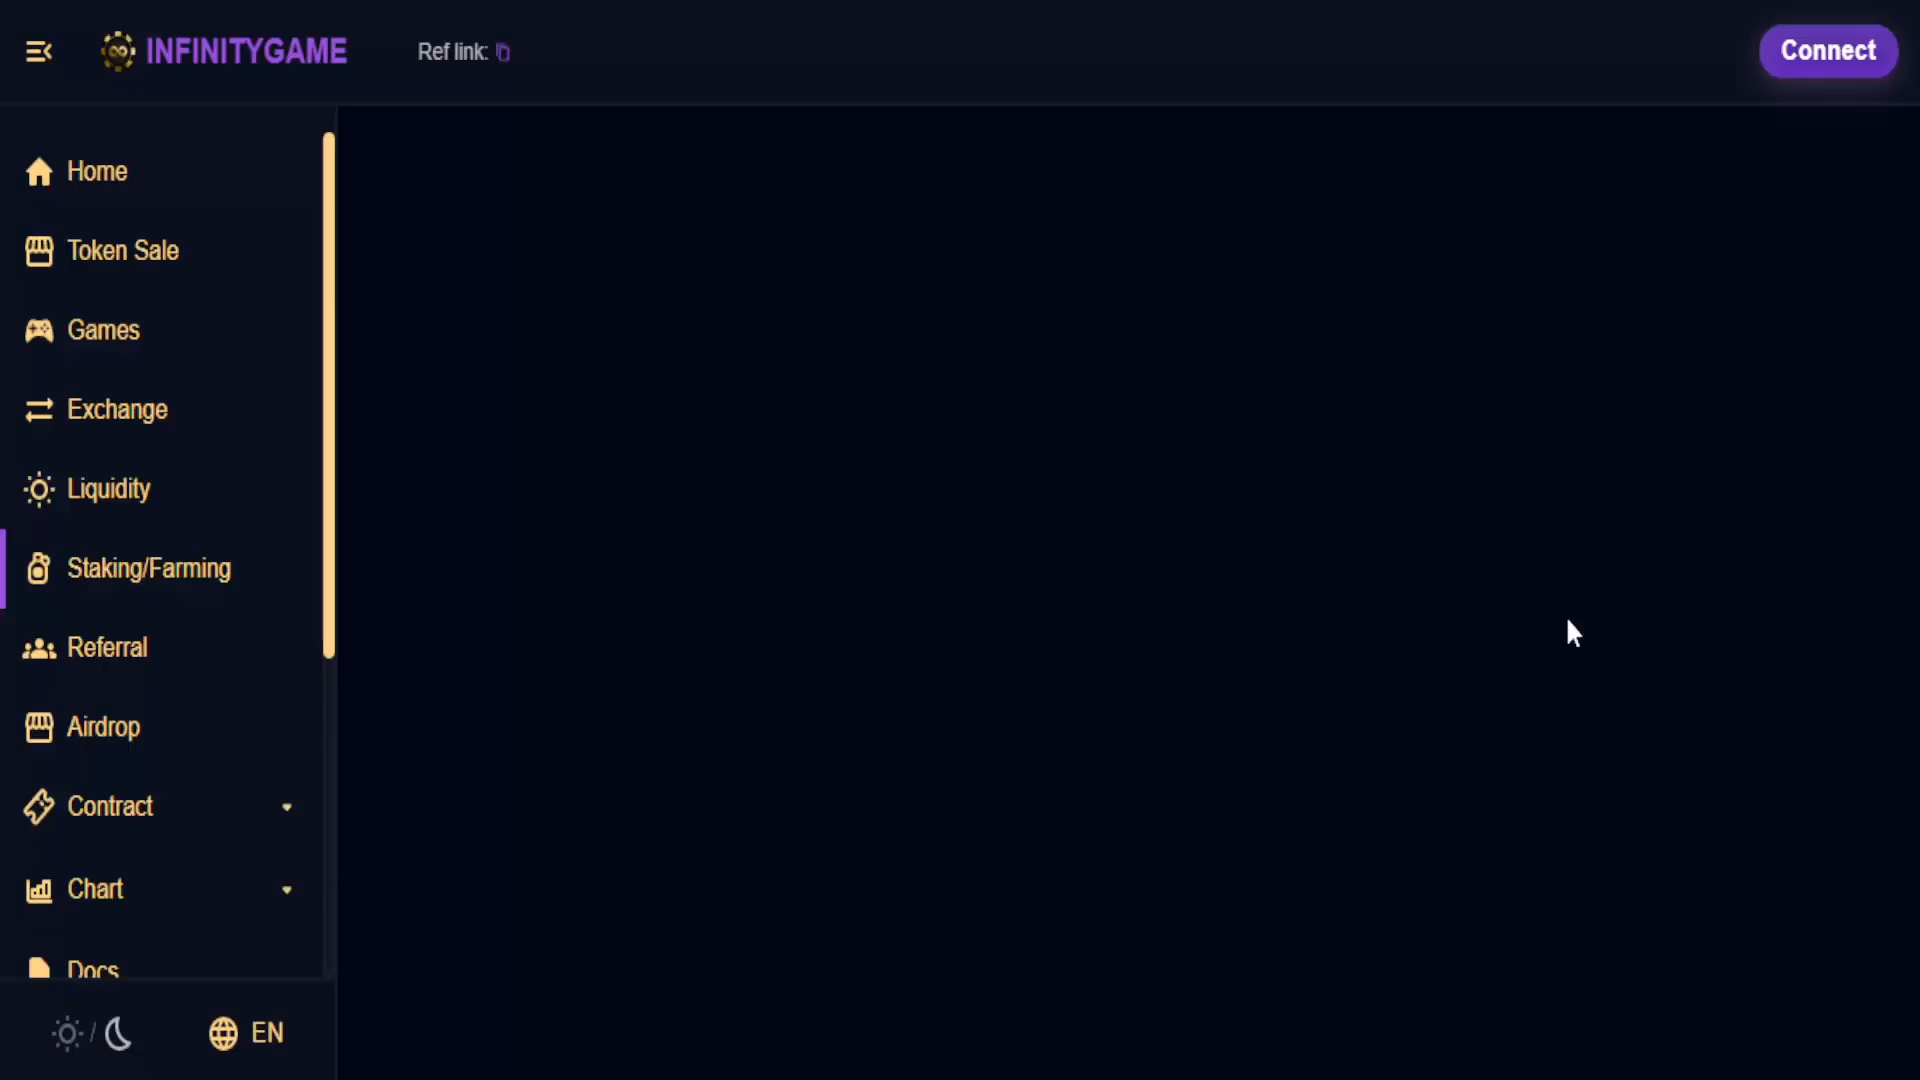 INFINITYGAME
Ref link:
Connect
Home
Token Sale
Games
Exchange
Liquidity
Staking/Farming
Referral
Airdrop
Contract
Chart
Docs
/
EN